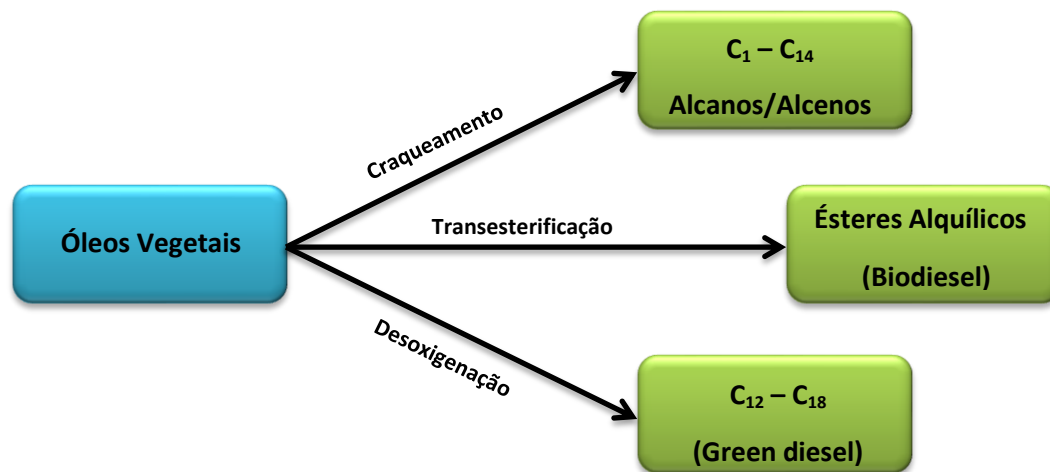 C₁ – C₁₄
Alcanos/Alcenos
Craqueamento
Óleos Vegetais
Transesterificação
Ésteres Alquílicos
(Biodiesel)
Desoxigenação
C₁₂ – C₁₈
(Green diesel)